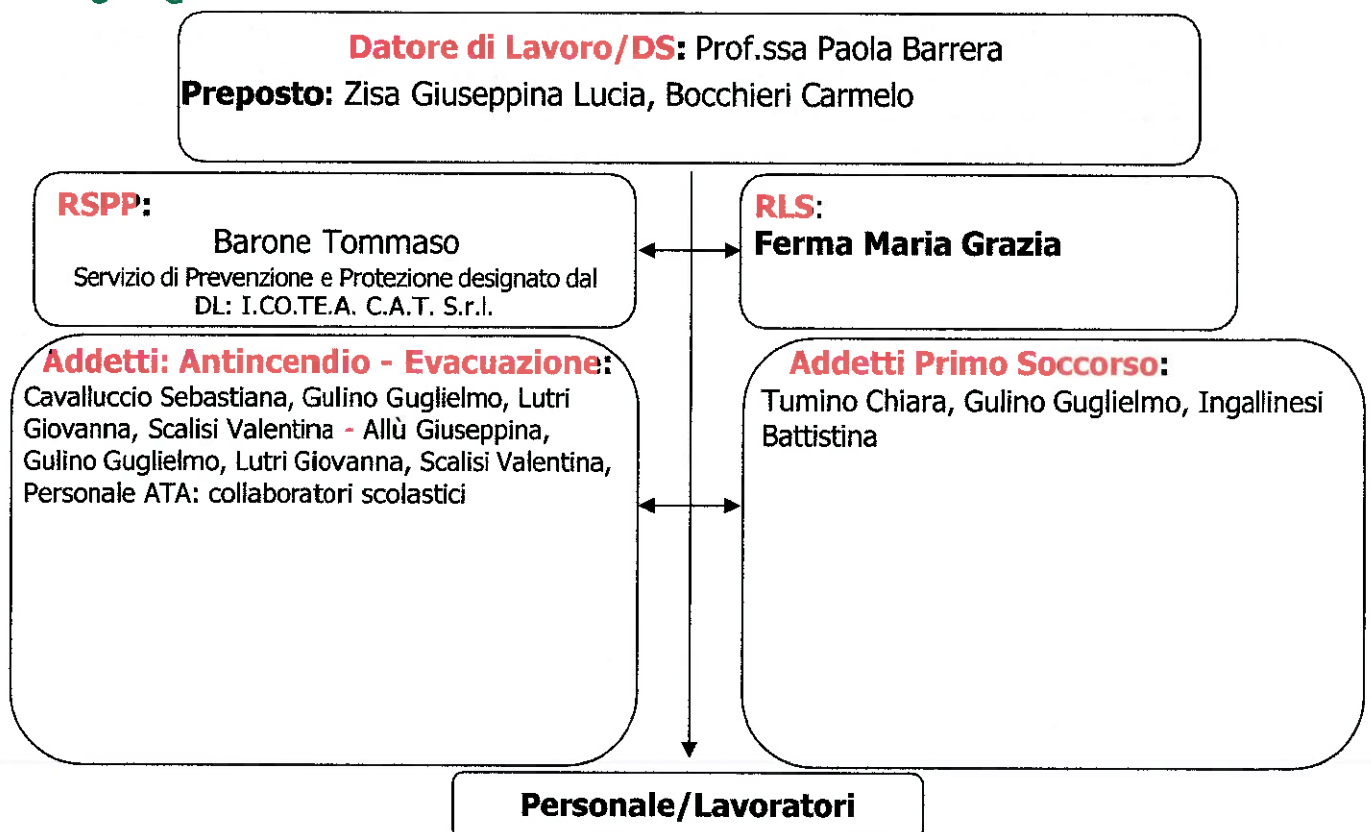 Datore di Lavoro/DS: Prof.ssa Paola Barrera
Preposto: Zisa Giuseppina Lucia, Bocchieri Carmelo
RSPP:
Barone Tommaso
Servizio di Prevenzione e Protezione designato dal
DL: I.CO.TE.A. C.A.T. S.r.l.
RLS:
Ferma Maria Grazia
Addetti: Antincendio - Evacuazione:
Cavalluccio Sebastiana, Gulino Guglielmo, Lutri
Giovanna, Scalisi Valentina - Allù Giuseppina,
Gulino Guglielmo, Lutri Giovanna, Scalisi Valentina,
Personale ATA: collaboratori scolastici
Addetti Primo Soccorso:
Tumino Chiara, Gulino Guglielmo, Ingallinesi
Battistina
Personale/Lavoratori